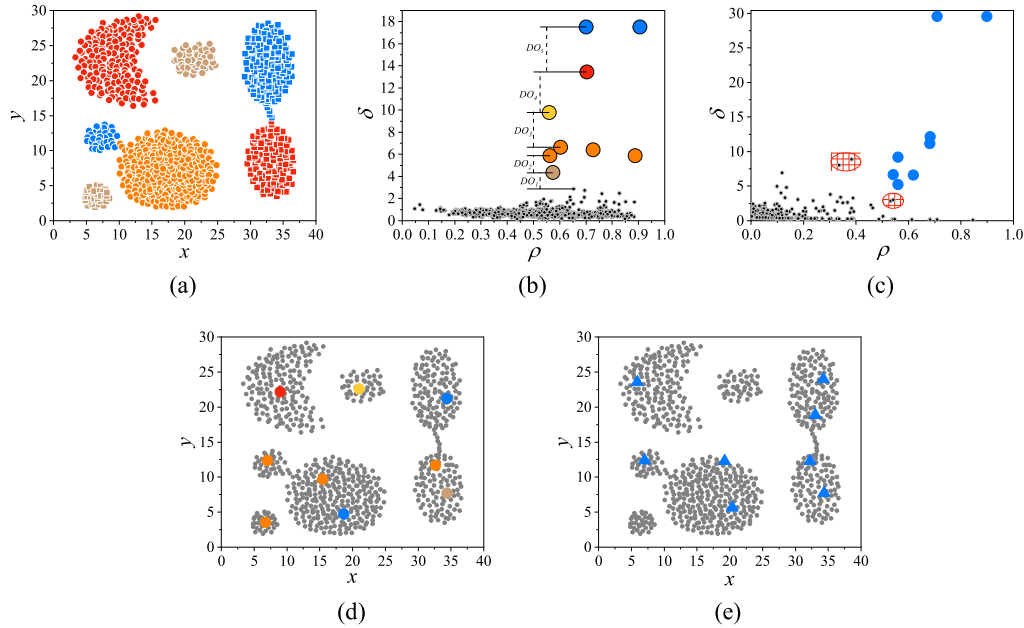 30
25
20
15
10
5
0
y
0 5 10 15 20 25 30 35 40
x
(a)
18
16
14
12
10
8
6
4
2
0
δ
DO5
DO4
DO3
DO2
DO1
0.0 0.1 0.2 0.3 0.4 0.5 0.6 0.7 0.8 0.9 1.0
ρ
(b)
30
25
20
15
10
5
0
δ
0.0 0.2 0.4 0.6 0.8 1.0
ρ
(c)
30
25
20
15
10
5
0
y
0 5 10 15 20 25 30 35 40
x
(d)
30
25
20
15
10
5
0
y
0 5 10 15 20 25 30 35 40
x
(e)